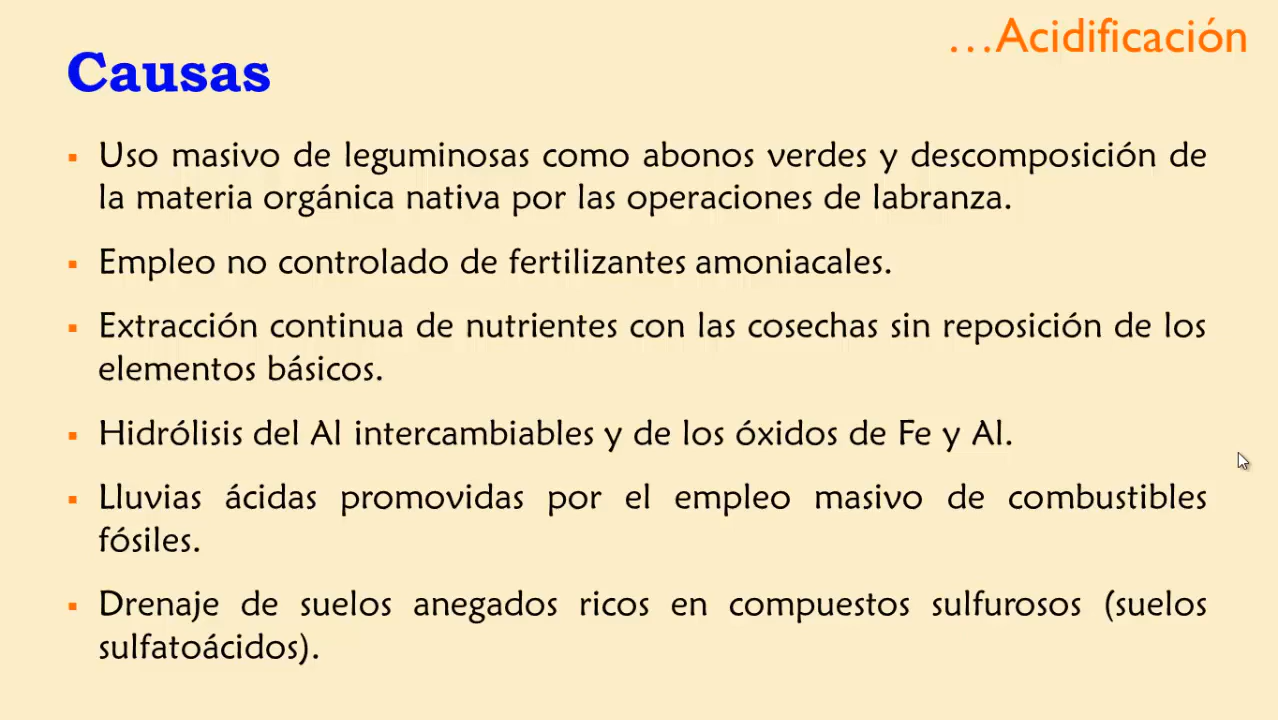 …Acidificación
Causas
▪ Uso masivo de leguminosas como abonos verdes y descomposición de
la materia orgánica nativa por las operaciones de labranza.
▪ Empleo no controlado de fertilizantes amoniacales.
▪ Extracción continua de nutrientes con las cosechas sin reposición de los
elementos básicos.
▪ Hidrólisis del Al intercambiables y de los óxidos de Fe y Al.
▪ Lluvias ácidas promovidas por el empleo masivo de combustibles
fósiles.
▪ Drenaje de suelos anegados ricos en compuestos sulfurosos (suelos
sulfatoácidos).